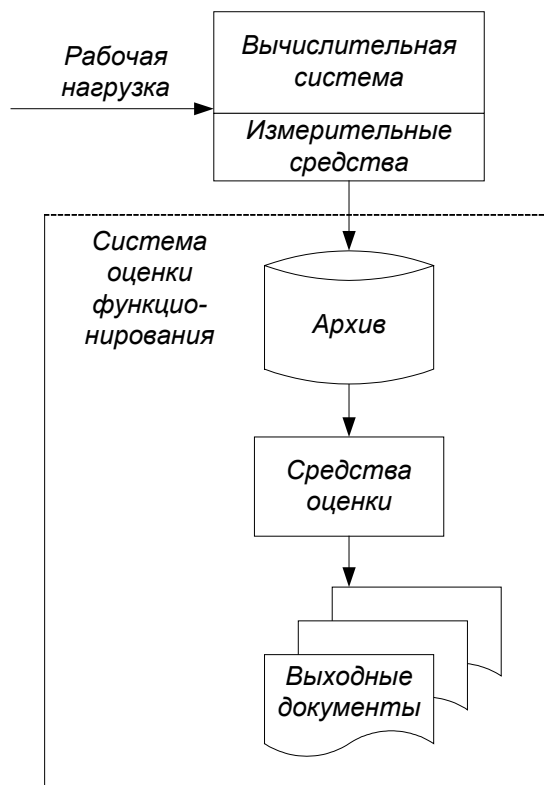 Рабочая
нагрузка
Вычислительная
система
Измерительные
средства
Система
оценки
функцио-
нирования
Архив
Средства
оценки
Выходные
документы